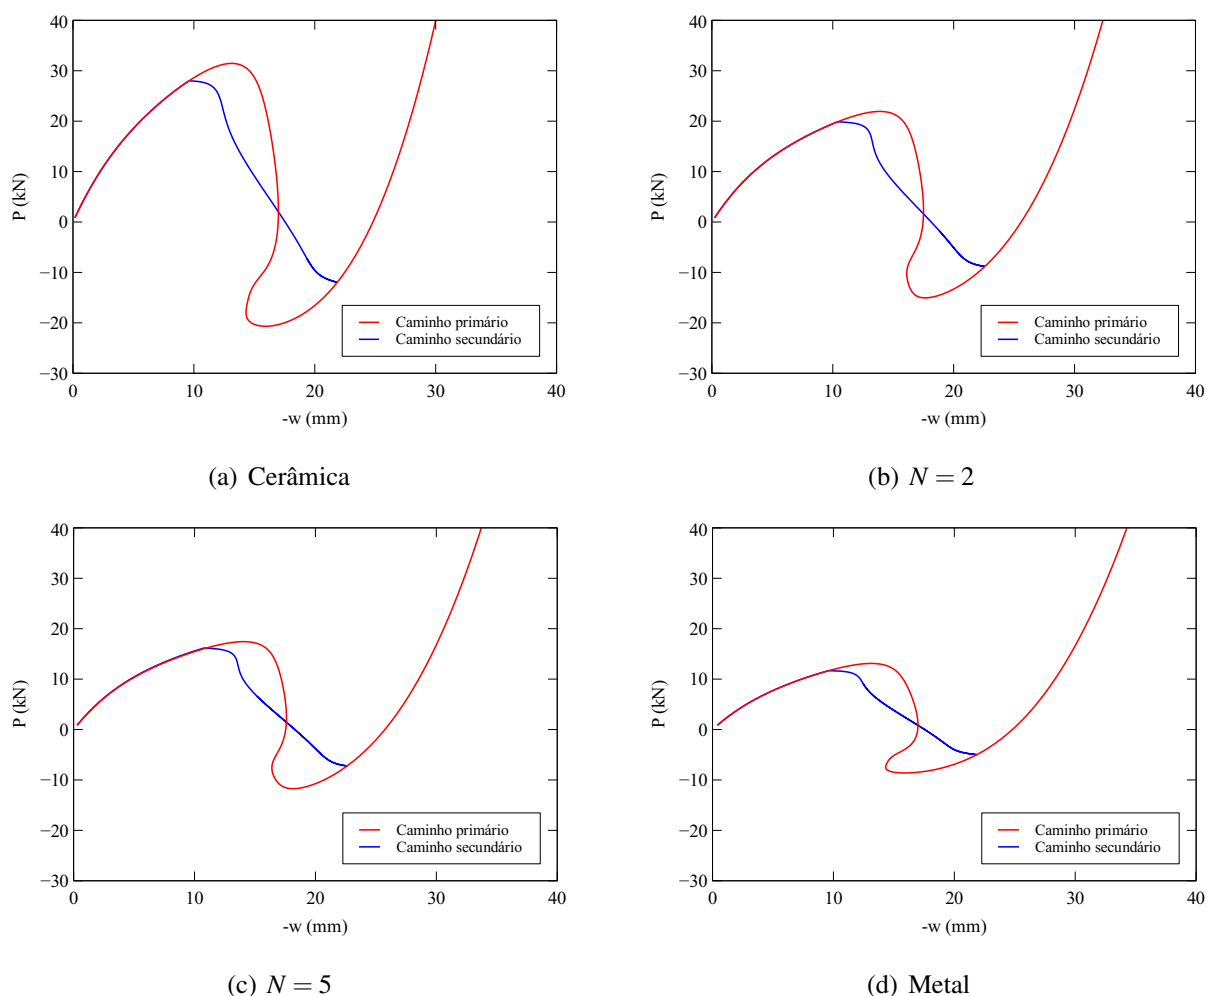 40
30
20
10
0
−10
−20
−30
P (kN)
0 10 20 30 40
-w (mm)
Caminho primário
Caminho secundário
(a) Cerâmica
40
30
20
10
0
−10
−20
−30
P (kN)
0 10 20 30 40
-w (mm)
Caminho primário
Caminho secundário
(b) N = 2
40
30
20
10
0
−10
−20
−30
P (kN)
0 10 20 30 40
-w (mm)
Caminho primário
Caminho secundário
(c) N = 5
40
30
20
10
0
−10
−20
−30
P (kN)
0 10 20 30 40
-w (mm)
Caminho primário
Caminho secundário
(d) Metal